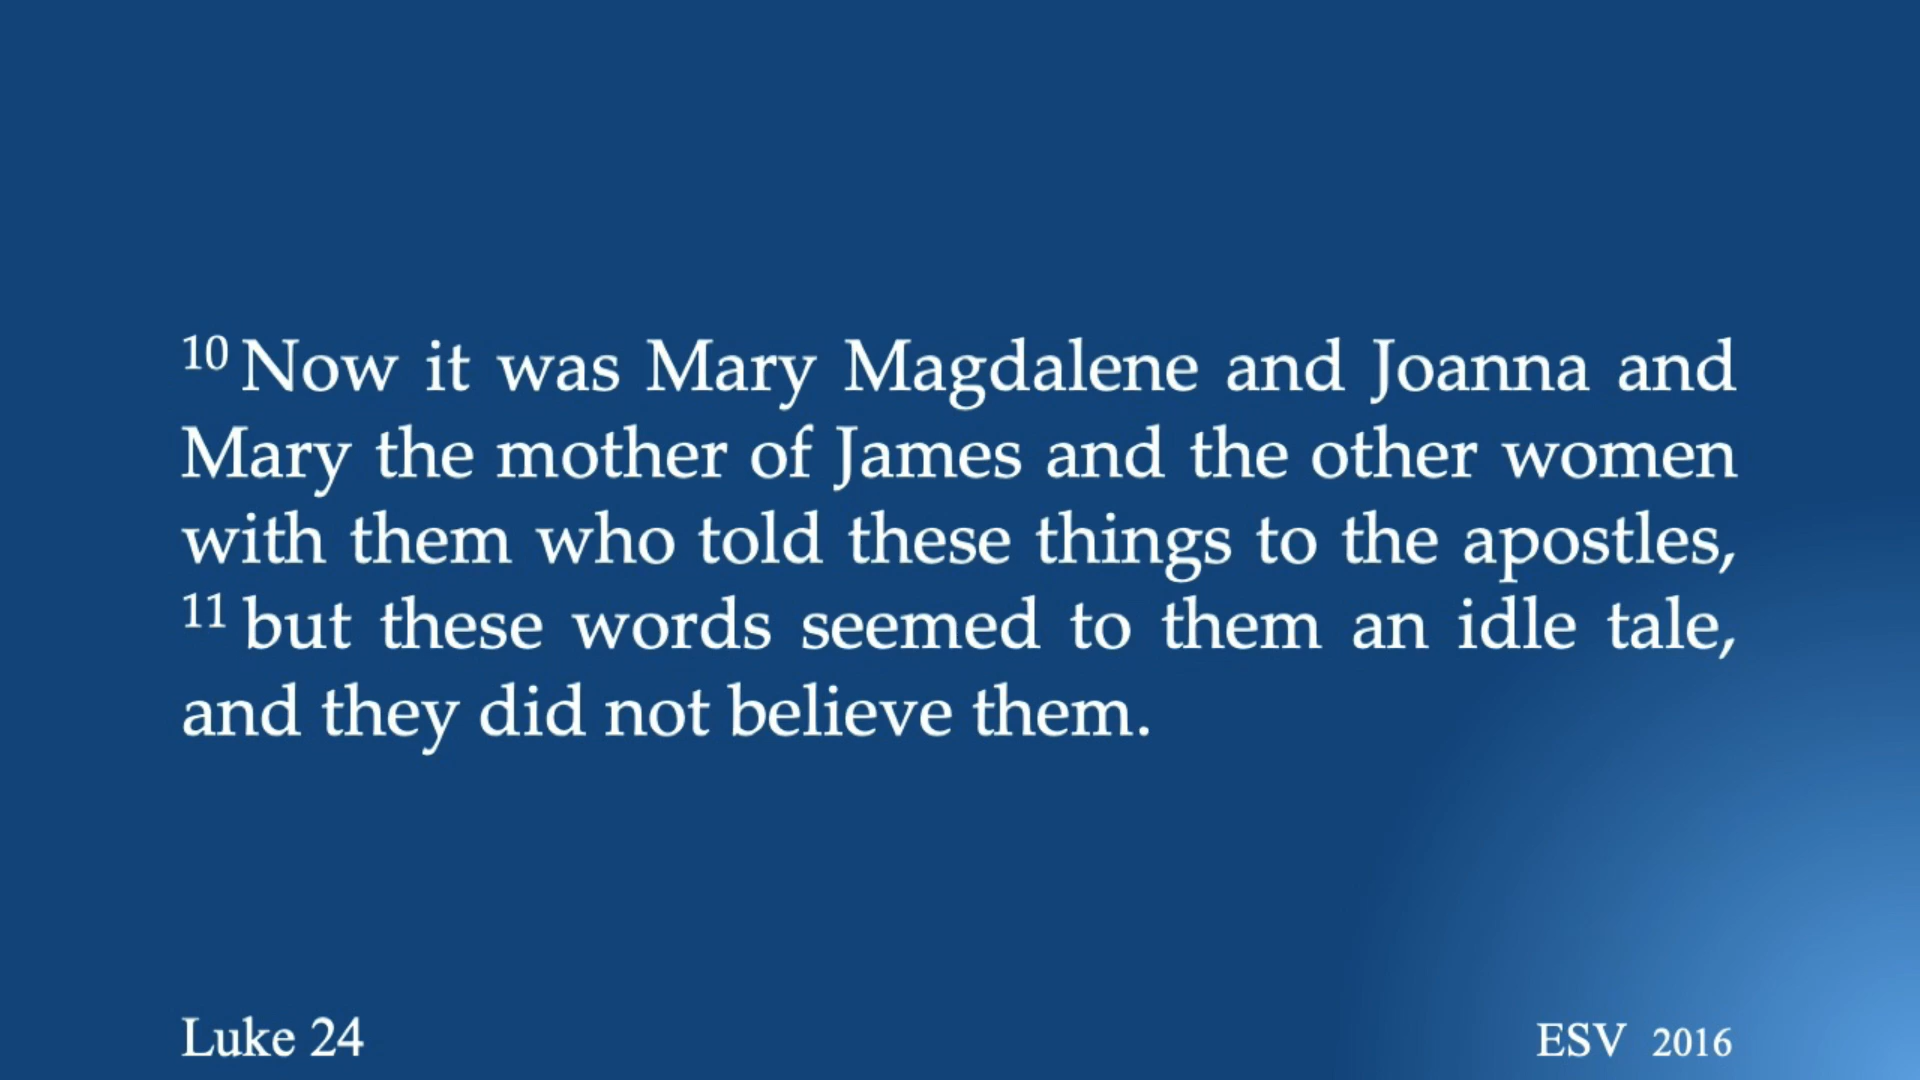 10 Now it was Mary Magdalene and Joanna and
Mary the mother of James and the other women
with them who told these things to the apostles,
11 but these words seemed to them an idle tale,
and they did not believe them.
Luke 24
ESV 2016